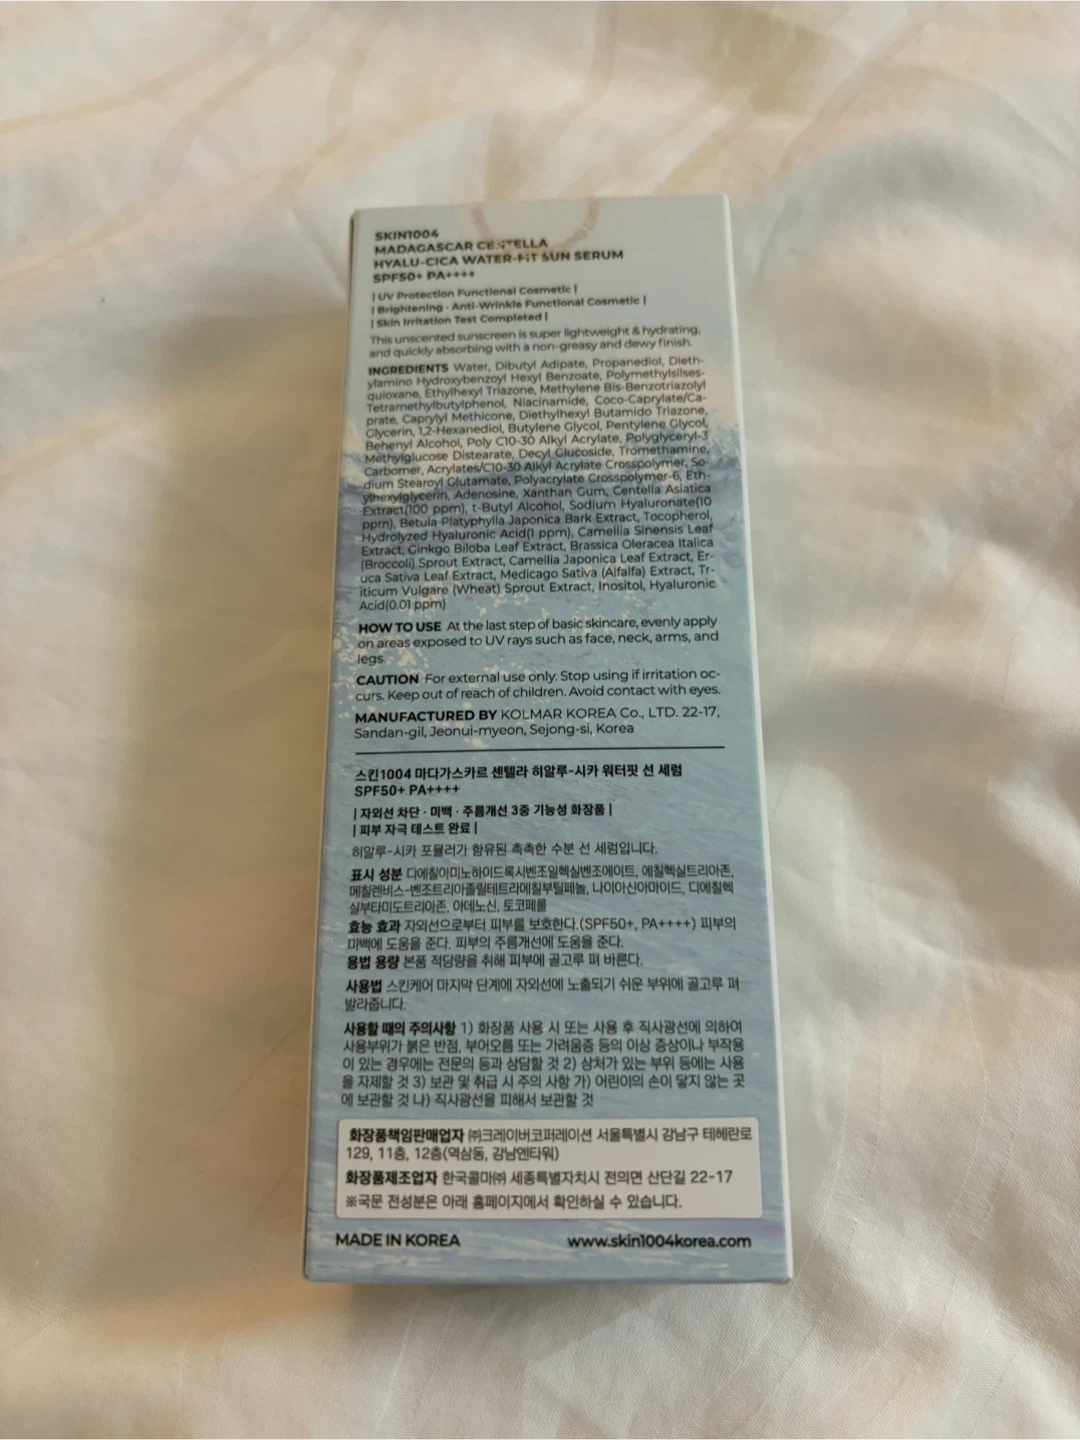 SKIN1004
MADAGASCAR CENTELLA
HYALU-CICA WATER-FIT SUN SERUM
SPF50+ PA++++
| UV Protection Functional Cosmetic |
| Brightening · Anti-Wrinkle Functional Cosmetic |
| Skin Irritation Test Completed |
This unscented sunscreen is super lightweight & hydrating,
and quickly absorbing with a non-greasy and dewy finish.
INGREDIENTS Water, Dibutyl Adipate, Propanediol, Dieth-
ylamino Hydroxybenzoyl Hexyl Benzoate, Polymethylsilses-
quioxane, Ethylhexyl Triazone, Methylene Bis-Benzotriazolyl
Tetramethylbutylphenol, Niacinamide, Coco-Caprylate/Ca-
prate, Caprylyl Methicone, Diethylhexyl Butamido Triazone,
Glycerin, 1,2-Hexanediol, Butylene Glycol, Pentylene Glycol,
Behenyl Alcohol, Poly C10-30 Alkyl Acrylate, Polyglyceryl-3
Methylglucose Distearate, Decyl Glucoside, Tromethamine,
Carbomer, Acrylates/C10-30 Alkyl Acrylate Crosspolymer, So-
dium Stearoyl Glutamate, Polyacrylate Crosspolymer-6, Eth-
ylhexylglycerin, Adenosine, Xanthan Gum, Centella Asiatica
Extract(100 ppm), t-Butyl Alcohol, Sodium Hyaluronate(10
ppm), Betula Platyphylla Japonica Bark Extract, Tocopherol,
Hydrolyzed Hyaluronic Acid(1 ppm), Camellia Sinensis Leaf
Extract, Ginkgo Biloba Leaf Extract, Brassica Oleracea Italica
(Broccoli) Sprout Extract, Camellia Japonica Leaf Extract, Er-
uca Sativa Leaf Extract, Medicago Sativa (Alfalfa) Extract, Tr-
iticum Vulgare (Wheat) Sprout Extract, Inositol, Hyaluronic
Acid(0.01 ppm)
HOW TO USE At the last step of basic skincare, evenly apply
on areas exposed to UV rays such as face, neck, arms, and
legs.
CAUTION For external use only. Stop using if irritation oc-
curs. Keep out of reach of children. Avoid contact with eyes.
MANUFACTURED BY KOLMAR KOREA Co., LTD. 22-17,
Sandan-gil, Jeonui-myeon, Sejong-si, Korea
스킨1004 마다가스카르 센텔라 히알루-시카 워터핏 선 세럼
SPF50+ PA++++
| 자외선 차단 · 미백 · 주름개선 3중 기능성 화장품 |
| 피부 자극 테스트 완료 |
히알루-시카 포뮬러가 함유된 촉촉한 수분 선 세럼입니다.
표시 성분 디에칠아미노하이드록시벤조일헥실벤조에이트, 에칠헥실트리아존,
메칠렌비스-벤조트리아졸릴테트라메칠부틸페놀, 나이아신아마이드, 디에칠헥
실부타미도트리아존, 아데노신, 토코페롤
효능 효과 자외선으로부터 피부를 보호한다.(SPF50+, PA++++) 피부의
미백에 도움을 준다. 피부의 주름개선에 도움을 준다.
용법 용량 본품 적당량을 취해 피부에 골고루 펴 바른다.
사용법 스킨케어 마지막 단계에 자외선에 노출되기 쉬운 부위에 골고루 펴
발라줍니다.
사용할 때의 주의사항 1) 화장품 사용 시 또는 사용 후 직사광선에 의하여
사용부위가 붉은 반점, 부어오름 또는 가려움증 등의 이상 증상이나 부작용
이 있는 경우에는 전문의 등과 상담할 것 2) 상처가 있는 부위 등에는 사용
을 자제할 것 3) 보관 및 취급 시 주의 사항 가) 어린이의 손이 닿지 않는 곳
에 보관할 것 나) 직사광선을 피해서 보관할 것
화장품책임판매업자 ㈜크레이버코퍼레이션 서울특별시 강남구 테헤란로
129, 11층, 12층(역삼동, 강남엔타워)
화장품제조업자 한국콜마㈜ 세종특별자치시 전의면 산단길 22-17
※국문 전성분은 아래 홈페이지에서 확인하실 수 있습니다.
MADE IN KOREA www.skin1004korea.com